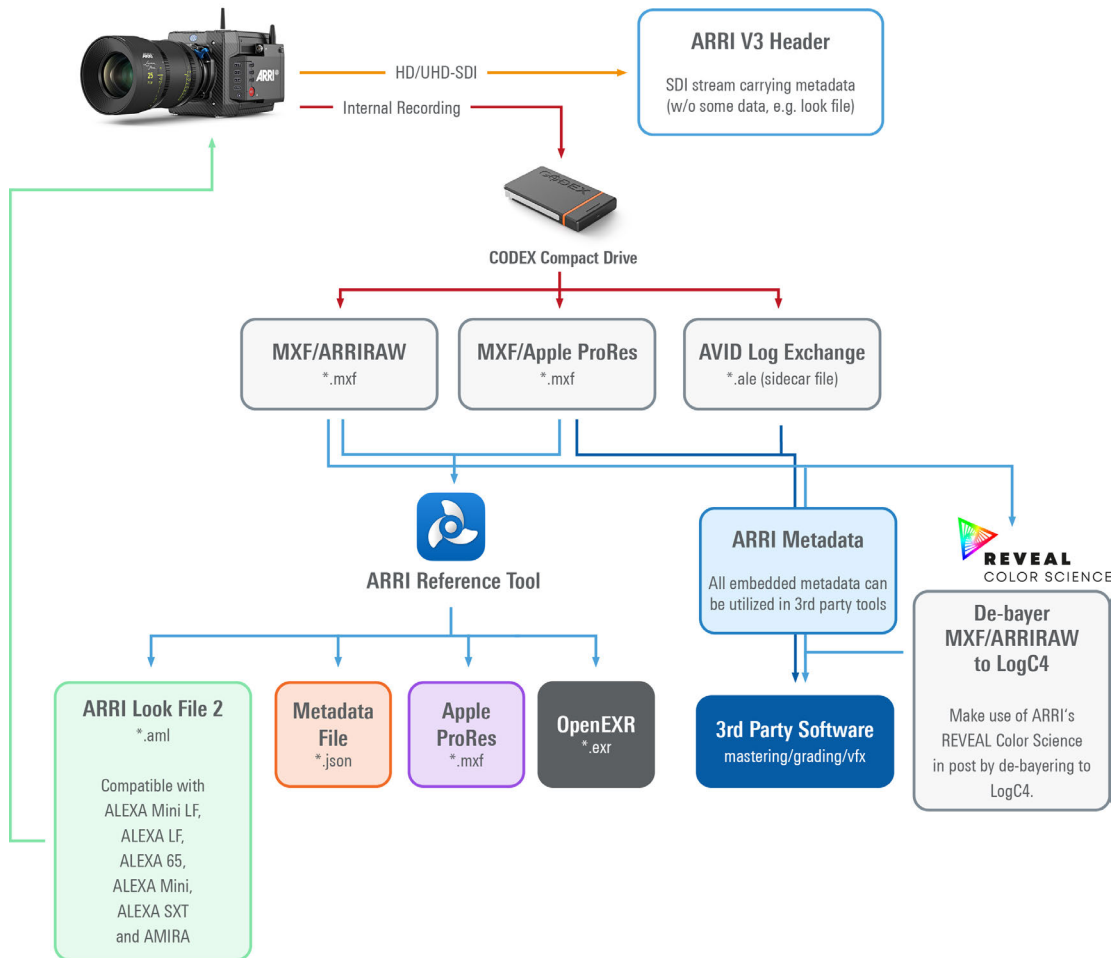 ARRI V3 Header
SDI stream carrying metadata
(w/o some data, e.g. look file)
HD/UHD-SDI
Internal Recording
ARRI
25
ARRI
CODEX
CODEX Compact Drive
MXF/ARRIRAW
*.mxf
MXF/Apple ProRes
*.mxf
AVID Log Exchange
*.ale (sidecar file)
ARRI Reference Tool
ARRI Metadata
All embedded metadata can
be utilized in 3rd party tools
REVEAL
COLOR SCIENCE
De-bayer
MXF/ARRIRAW
to LogC4
Make use of ARRI‘s
REVEAL Color Science
in post by de-bayering to
LogC4.
ARRI Look File 2
*.aml
Compatible with
ALEXA Mini LF,
ALEXA LF,
ALEXA 65,
ALEXA Mini,
ALEXA SXT
and AMIRA
Metadata
File
*.json
Apple
ProRes
*.mxf
OpenEXR
*.exr
3rd Party Software
mastering/grading/vfx